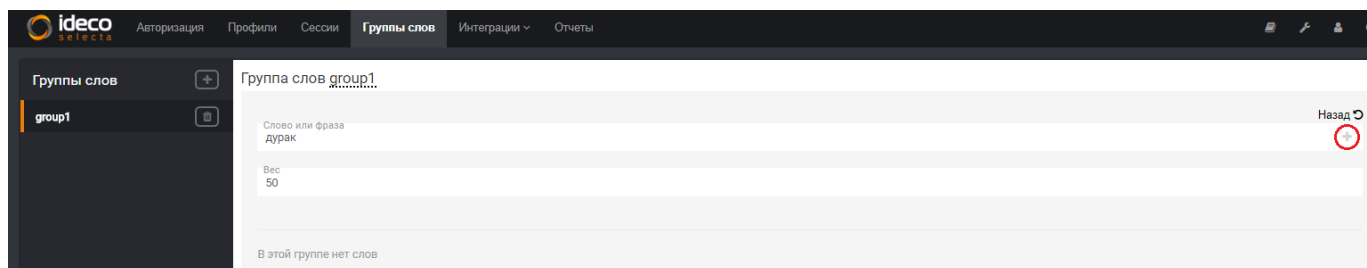 ideco
selecta
Авторизация Профили Сессии Группы слов Интеграции Отчеты
Группы слов
group1
Группа слов group1
Назад
Слово или фраза
дурак
Вес
50
В этой группе нет слов